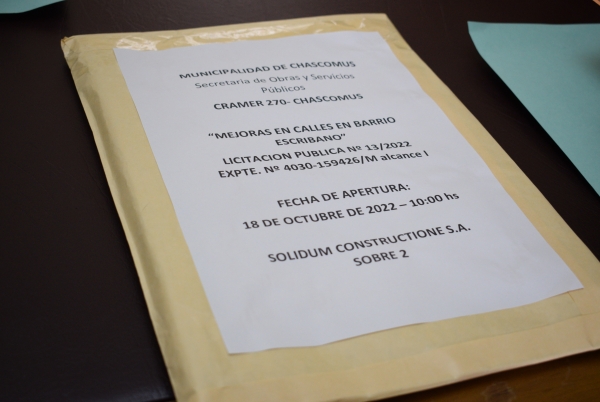 MUNICIPALIDAD DE CHASCOMUS
Secretaria de Obras y Servicios
Públicos
CRAMER 270- CHASCOMUS
“MEJORAS EN CALLES EN BARRIO
ESCRIBANO”
LICITACION PUBLICA Nº 13/2022
EXPTE. Nº 4030-159426/M alcance I
FECHA DE APERTURA:
18 DE OCTUBRE DE 2022 – 10:00 hs
SOLIDUM CONSTRUCTIONE S.A.
SOBRE 2